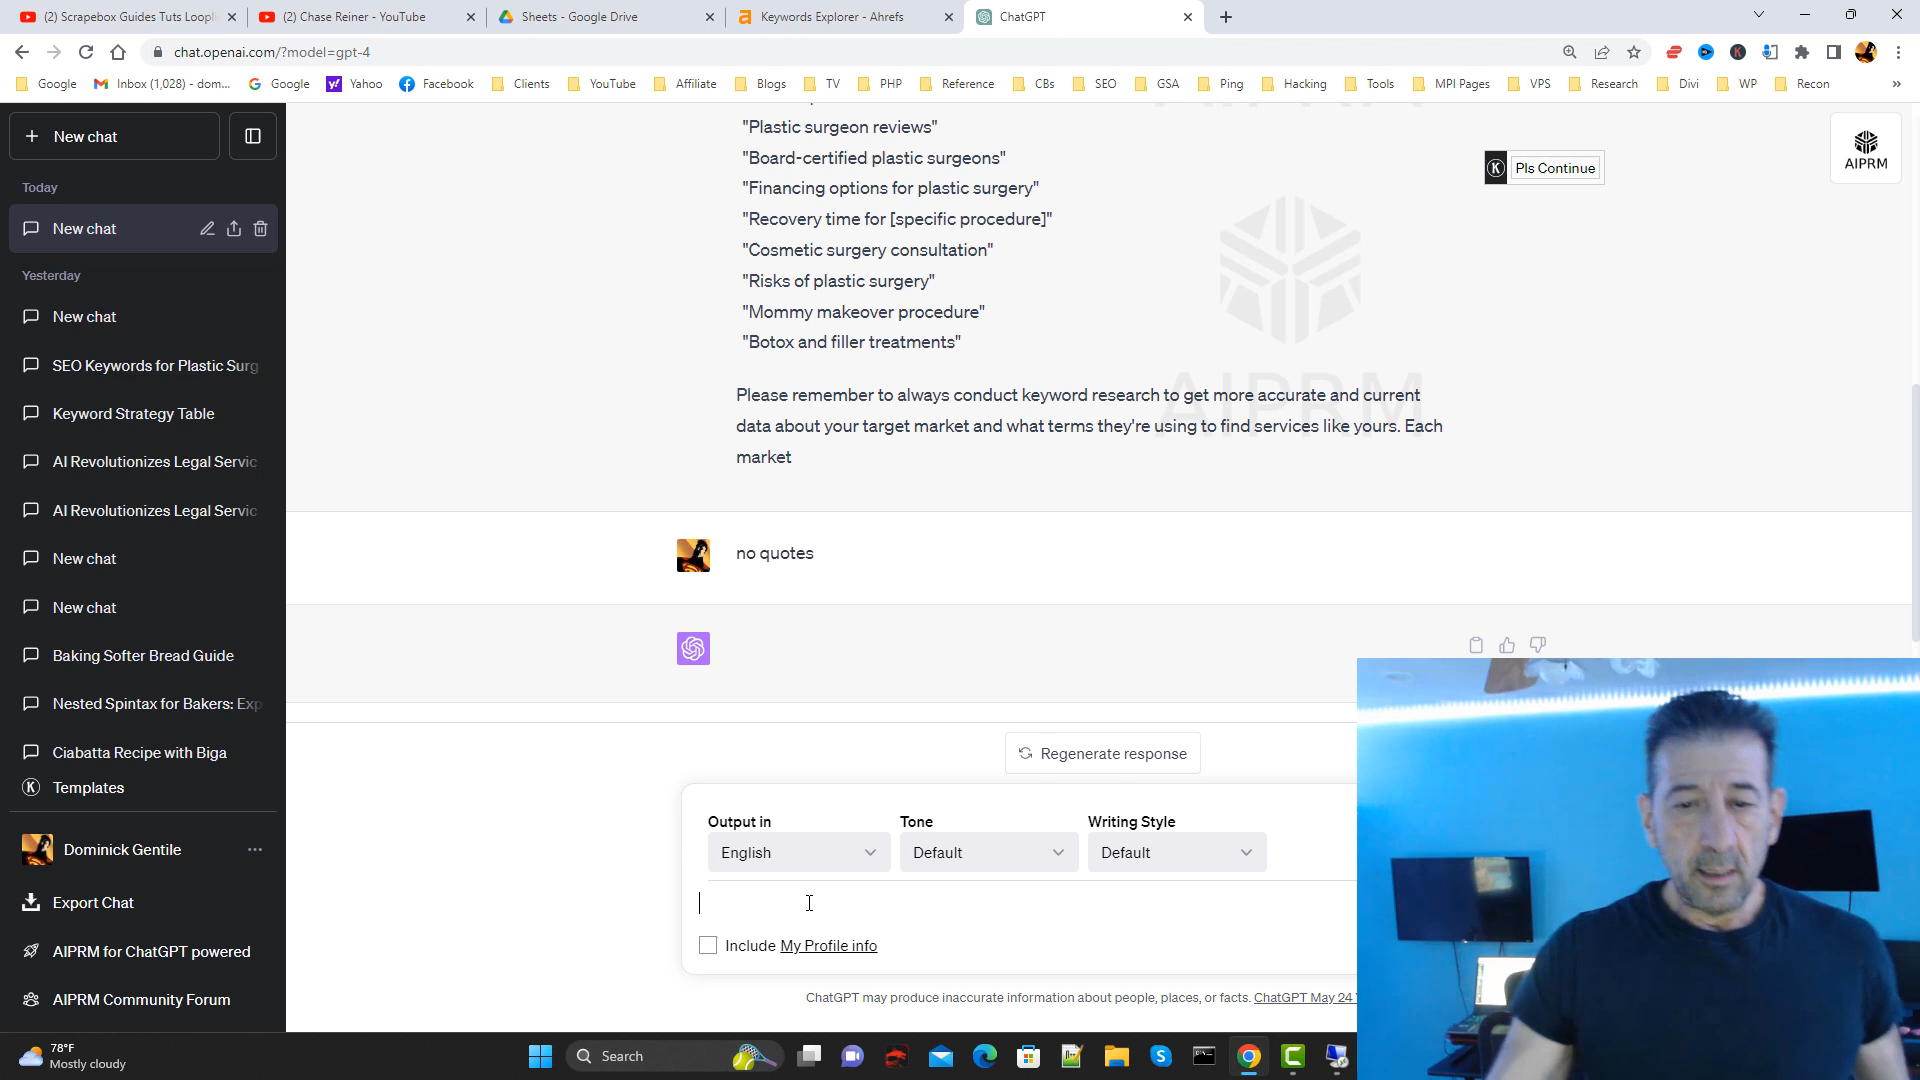 (2) Scrapebox Guides Tuts Loopli
(2) Chase Reiner - YouTube
Sheets - Google Drive
Keywords Explorer - Ahrefs
ChatGPT
chat.openai.com/?model=gpt-4
Google
Inbox (1,028) - dom...
Google
Yahoo
Facebook
Clients
YouTube
Affiliate
Blogs
TV
PHP
Reference
CBs
SEO
GSA
Ping
Hacking
Tools
MPI Pages
VPS
Research
Divi
WP
Recon
»
New chat
Today
New chat
Yesterday
New chat
SEO Keywords for Plastic Surg
Keyword Strategy Table
AI Revolutionizes Legal Servic
AI Revolutionizes Legal Servic
New chat
New chat
Baking Softer Bread Guide
Nested Spintax for Bakers: Exp
Ciabatta Recipe with Biga
Templates
Dominick Gentile
Export Chat
AIPRM for ChatGPT powered
AIPRM Community Forum
"Plastic surgeon reviews"
"Board-certified plastic surgeons"
"Financing options for plastic surgery"
"Recovery time for [specific procedure]"
"Cosmetic surgery consultation"
"Risks of plastic surgery"
"Mommy makeover procedure"
"Botox and filler treatments"
Please remember to always conduct keyword research to get more accurate and current
data about your target market and what terms they're using to find services like yours. Each
market
AIPRM
Pls Continue
AIPRM
no quotes
Regenerate response
Output in
Tone
Writing Style
English
Default
Default
Include My Profile info
ChatGPT may produce inaccurate information about people, places, or facts. ChatGPT May 24
78°F
Mostly cloudy
Search